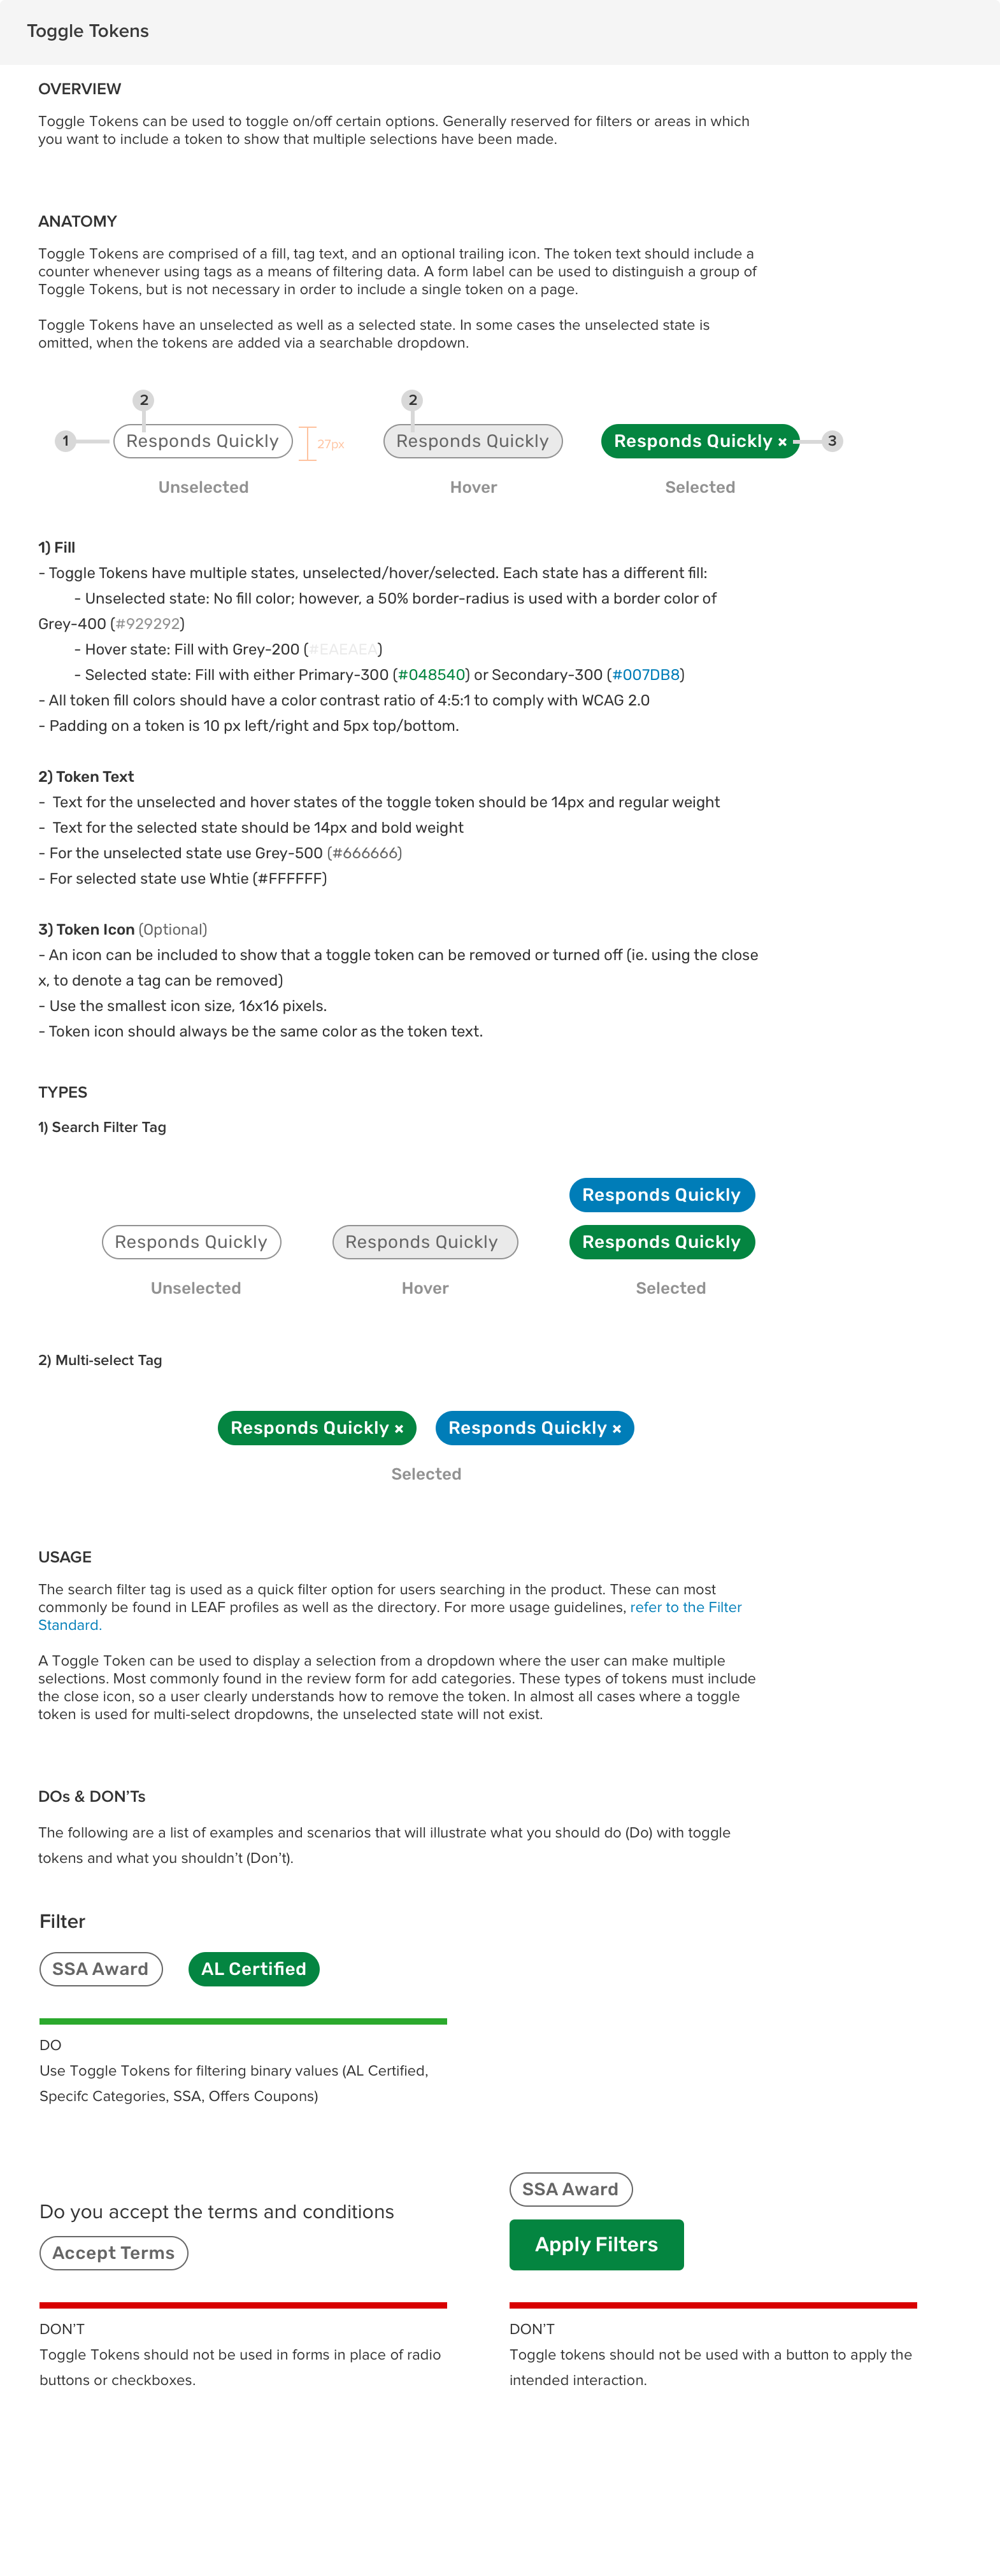 Toggle Tokens
OVERVIEW
Toggle Tokens can be used to toggle on/off certain options. Generally reserved for filters or areas in which
you want to include a token to show that multiple selections have been made.
ANATOMY
Toggle Tokens are comprised of a fill, tag text, and an optional trailing icon. The token text should include a
counter whenever using tags as a means of filtering data. A form label can be used to distinguish a group of
Toggle Tokens, but is not necessary in order to include a single token on a page.
Toggle Tokens have an unselected as well as a selected state. In some cases the unselected state is
omitted, when the tokens are added via a searchable dropdown.
2 2
1 Responds Quickly 27px Responds Quickly Responds Quickly × 3
Unselected Hover Selected
1) Fill
- Toggle Tokens have multiple states, unselected/hover/selected. Each state has a different fill:
- Unselected state: No fill color; however, a 50% border-radius is used with a border color of
Grey-400 (#929292)
- Hover state: Fill with Grey-200 (#EAEAEA)
- Selected state: Fill with either Primary-300 (#048540) or Secondary-300 (#007DB8)
- All token fill colors should have a color contrast ratio of 4:5:1 to comply with WCAG 2.0
- Padding on a token is 10 px left/right and 5px top/bottom.
2) Token Text
- Text for the unselected and hover states of the toggle token should be 14px and regular weight
- Text for the selected state should be 14px and bold weight
- For the unselected state use Grey-500 (#666666)
- For selected state use Whtie (#FFFFFF)
3) Token Icon (Optional)
- An icon can be included to show that a toggle token can be removed or turned off (ie. using the close
x, to denote a tag can be removed)
- Use the smallest icon size, 16x16 pixels.
- Token icon should always be the same color as the token text.
TYPES
1) Search Filter Tag
Responds Quickly
Responds Quickly Responds Quickly Responds Quickly
Unselected Hover Selected
2) Multi-select Tag
Responds Quickly × Responds Quickly ×
Selected
USAGE
The search filter tag is used as a quick filter option for users searching in the product. These can most
commonly be found in LEAF profiles as well as the directory. For more usage guidelines, refer to the Filter
Standard.
A Toggle Token can be used to display a selection from a dropdown where the user can make multiple
selections. Most commonly found in the review form for add categories. These types of tokens must include
the close icon, so a user clearly understands how to remove the token. In almost all cases where a toggle
token is used for multi-select dropdowns, the unselected state will not exist.
DOs & DON'Ts
The following are a list of examples and scenarios that will illustrate what you should do (Do) with toggle
tokens and what you shouldn't (Don't).
Filter
SSA Award AL Certified
DO
Use Toggle Tokens for filtering binary values (AL Certified,
Specifc Categories, SSA, Offers Coupons)
Do you accept the terms and conditions
Accept Terms
DON'T
Toggle Tokens should not be used in forms in place of radio
buttons or checkboxes.
SSA Award
Apply Filters
DON'T
Toggle tokens should not be used with a button to apply the
intended interaction.